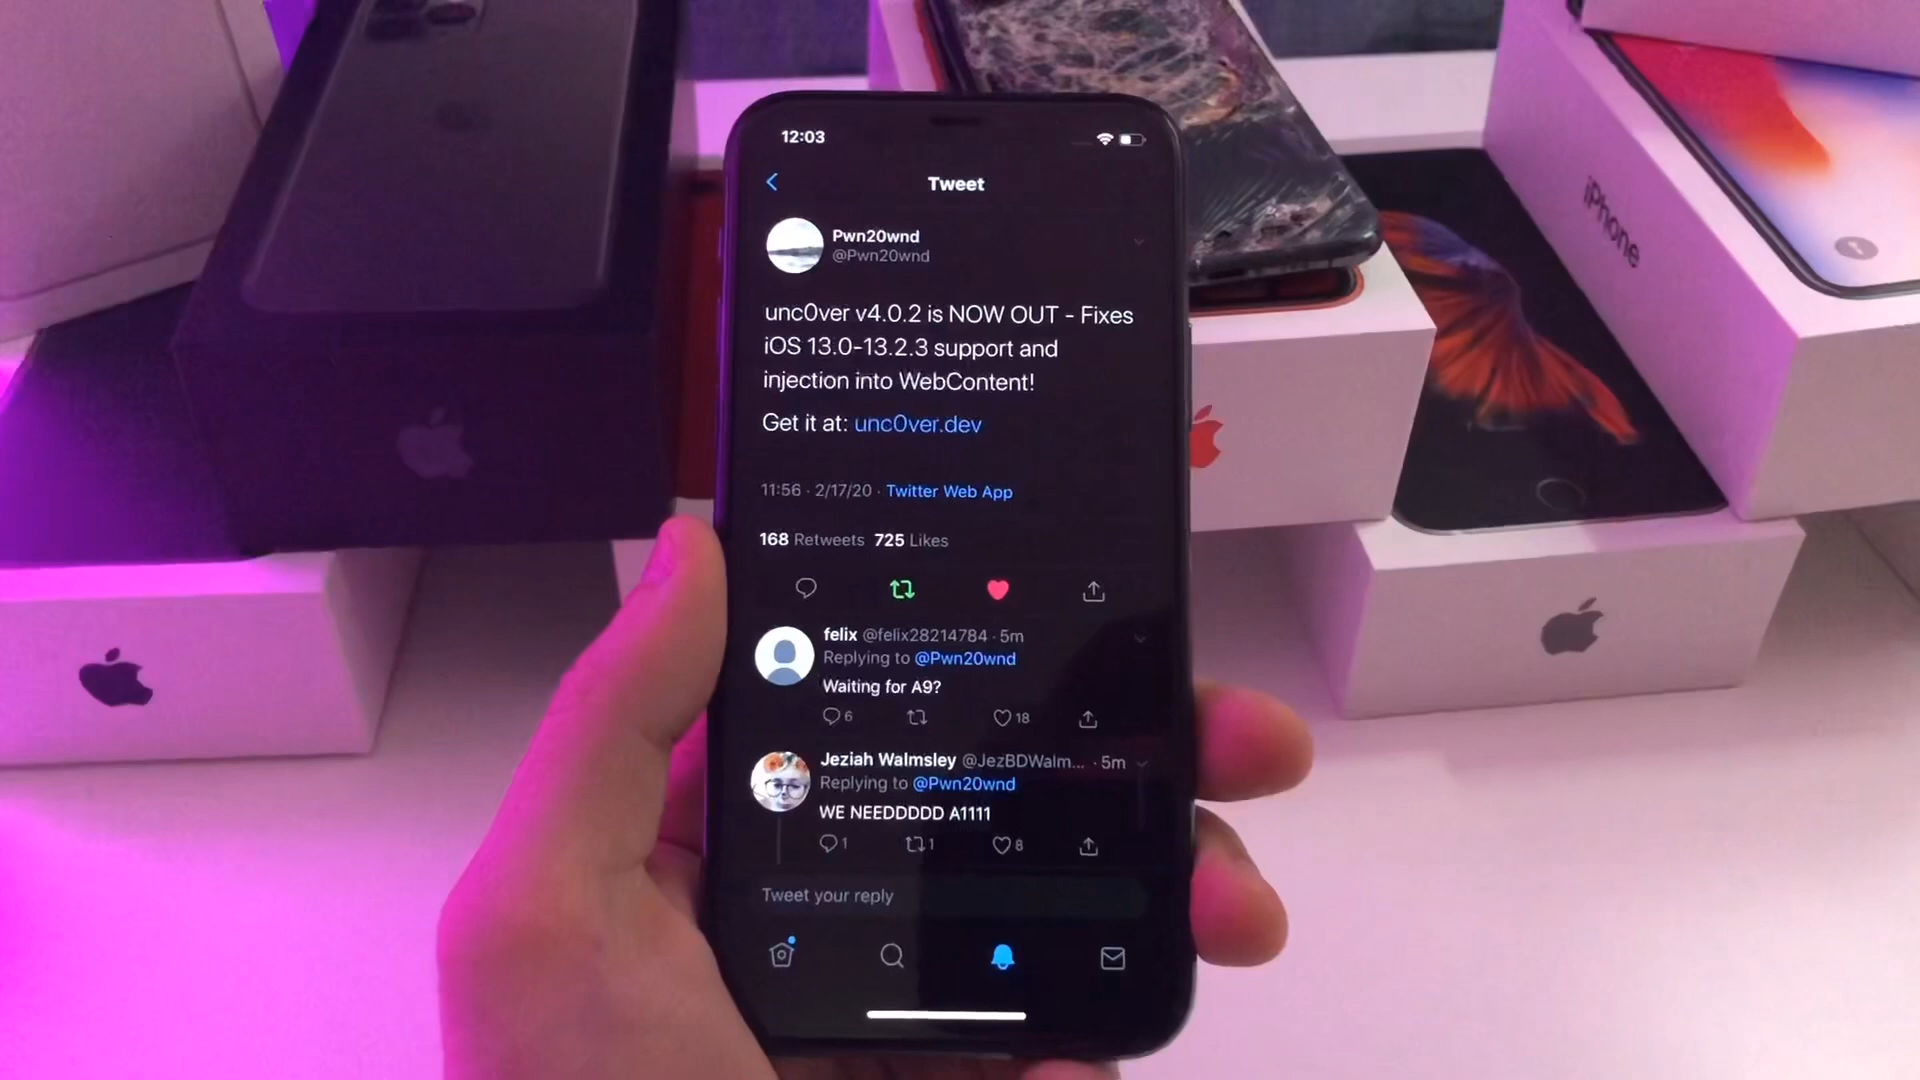 12:03
Tweet
Pwn20wnd
@Pwn20wnd
unc0ver v4.0.2 is NOW OUT - Fixes
iOS 13.0-13.2.3 support and
injection into WebContent!
Get it at: unc0ver.dev
11:56 · 2/17/20 · Twitter Web App
168 Retweets 725 Likes
felix @felix28214784 · 5m
Replying to @Pwn20wnd
Waiting for A9?
6 18
Jeziah Walmsley @JezBDWalm... · 5m
Replying to @Pwn20wnd
WE NEEDDDDD A1111
1 1 8
Tweet your reply
iPhone